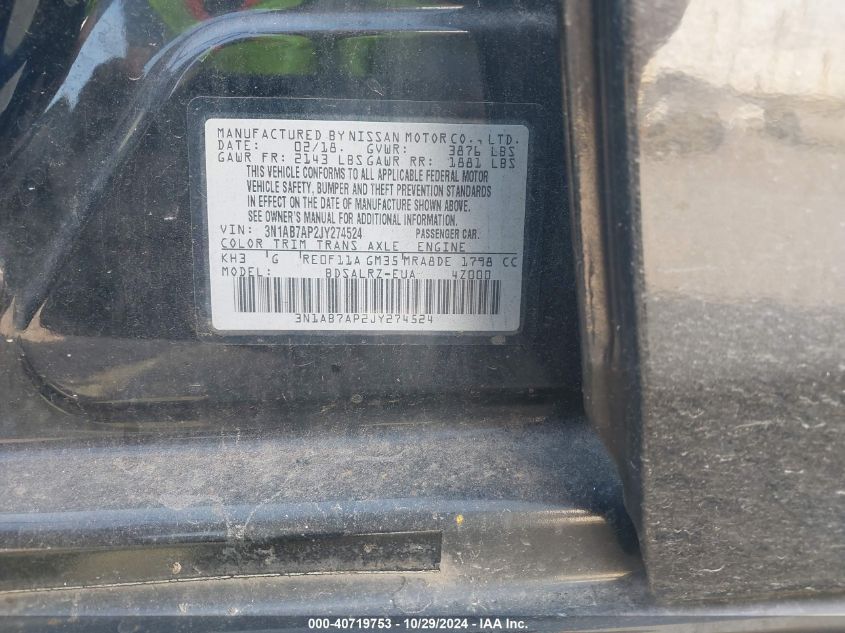 MANUFACTURED BY NISSAN MOTOR CO., LTD.
DATE: 02/18. GVWR: 3876 LBS
GAWR FR: 2143 LBS GAWR RR: 1881 LBS
THIS VEHICLE CONFORMS TO ALL APPLICABLE FEDERAL MOTOR
VEHICLE SAFETY, BUMPER AND THEFT PREVENTION STANDARDS
IN EFFECT ON THE DATE OF MANUFACTURE SHOWN ABOVE.
SEE OWNER'S MANUAL FOR ADDITIONAL INFORMATION.
VIN: 3N1AB7AP2JY274524 PASSENGER CAR.
COLOR TRIM TRANS AXLE ENGINE
KH3 G RE0F11A GM35 MRA8DE 1798 CC
MODEL: BDSALRZ-EUA 4Z000
3N1AB7AP2JY274524
000-40719753 - 10/29/2024 - IAA Inc.